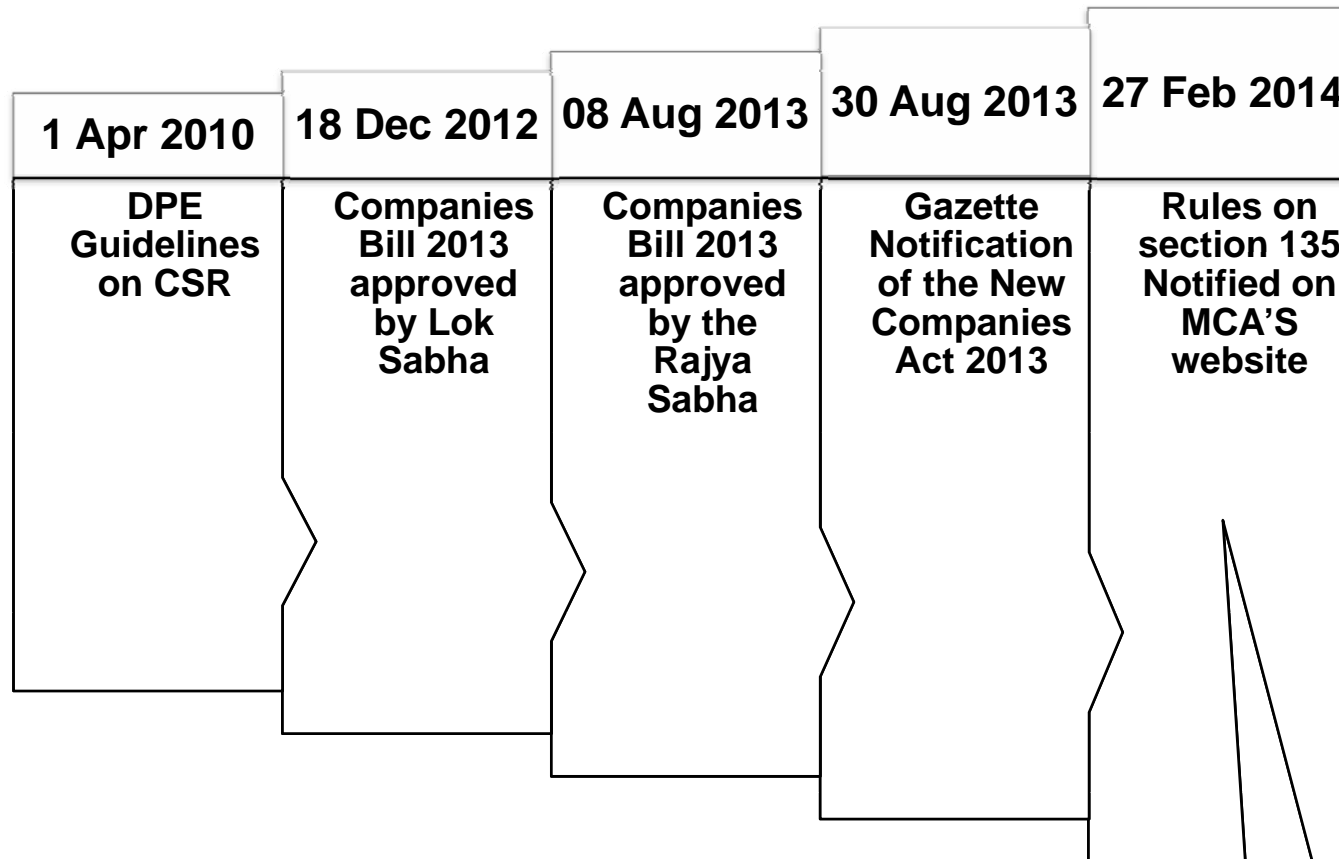 1 Apr 2010
DPE
Guidelines
on CSR
18 Dec 2012
Companies
Bill 2013
approved
by Lok
Sabha
08 Aug 2013
Companies
Bill 2013
approved
by the
Rajya
Sabha
30 Aug 2013
Gazette
Notification
of the New
Companies
Act 2013
27 Feb 2014
Rules on
section 135
Notified on
MCA’S
website